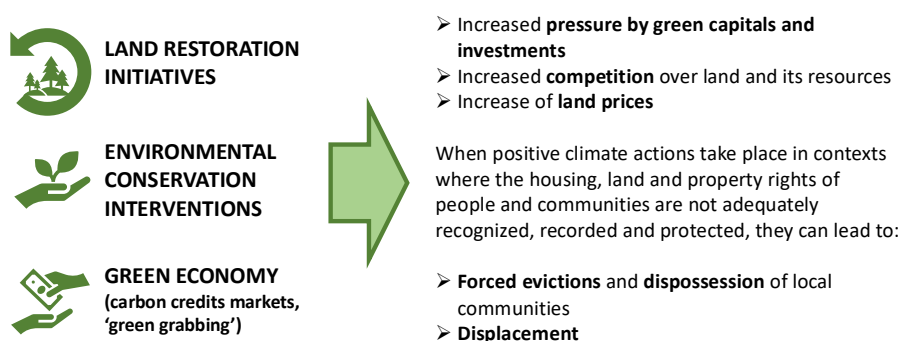 LAND RESTORATION
INITIATIVES
ENVIRONMENTAL
CONSERVATION
INTERVENTIONS
GREEN ECONOMY
(carbon credits markets,
‘green grabbing’)
➢ Increased pressure by green capitals and
investments
➢ Increased competition over land and its resources
➢ Increase of land prices
When positive climate actions take place in contexts
where the housing, land and property rights of
people and communities are not adequately
recognized, recorded and protected, they can lead to:
➢ Forced evictions and dispossession of local
communities
➢ Displacement